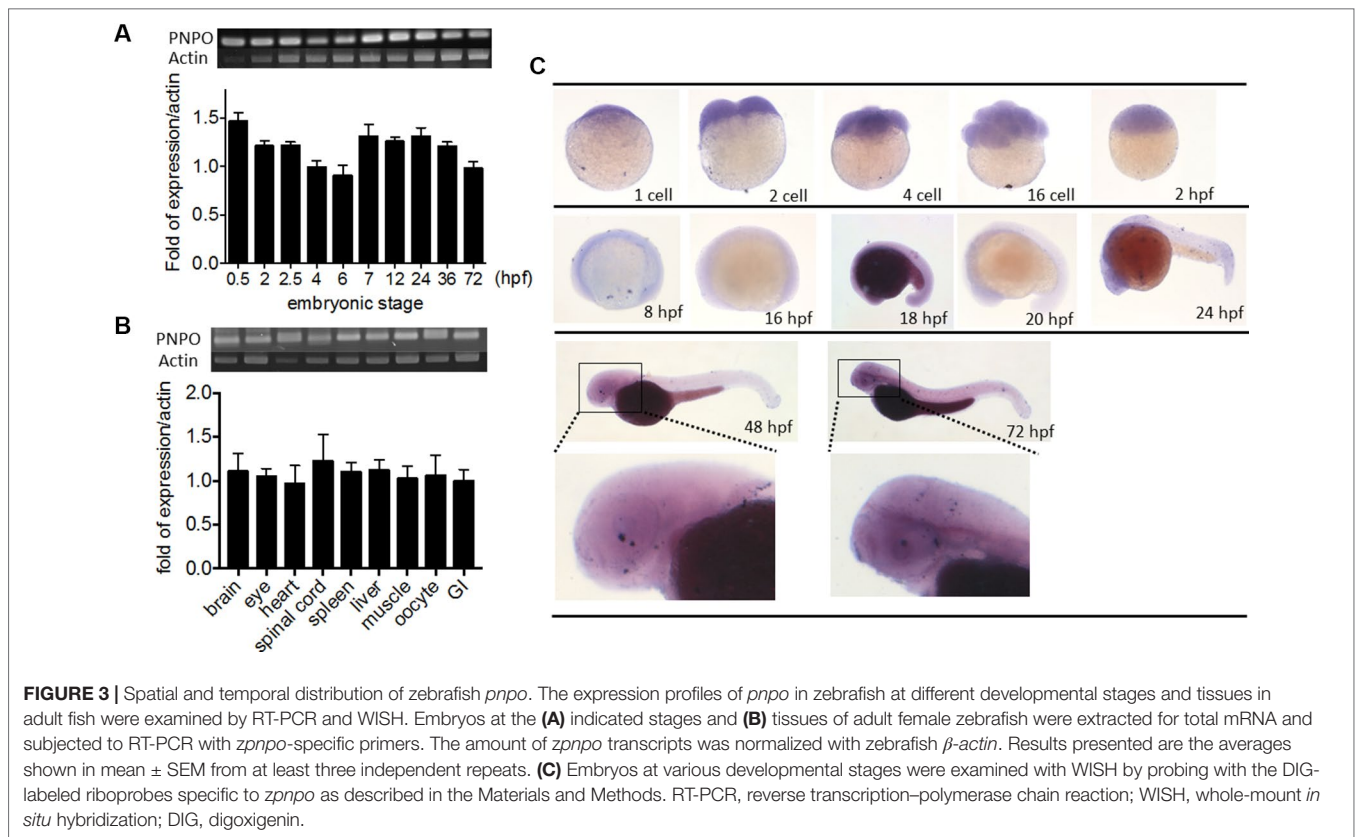 A
PNPO
Actin
Fold of expression/actin
1.5
1.0
0.5
0.0
0.5 2 2.5 4 6 7 12 24 36 72 (hpf)
embryonic stage
B
PNPO
Actin
fold of expression/actin
2.0
1.5
1.0
0.5
0.0
brain
eye
heart
spinal cord
spleen
liver
muscle
oocyte
GI
C
1 cell
2 cell
4 cell
16 cell
2 hpf
8 hpf
16 hpf
18 hpf
20 hpf
24 hpf
48 hpf
72 hpf
FIGURE 3 | Spatial and temporal distribution of zebrafish pnpo. The expression profiles of pnpo in zebrafish at different developmental stages and tissues in
adult fish were examined by RT-PCR and WISH. Embryos at the (A) indicated stages and (B) tissues of adult female zebrafish were extracted for total mRNA and
subjected to RT-PCR with zpnpo-specific primers. The amount of zpnpo transcripts was normalized with zebrafish β-actin. Results presented are the averages
shown in mean ± SEM from at least three independent repeats. (C) Embryos at various developmental stages were examined with WISH by probing with the DIG-
labeled riboprobes specific to zpnpo as described in the Materials and Methods. RT-PCR, reverse transcription–polymerase chain reaction; WISH, whole-mount in
situ hybridization; DIG, digoxigenin.